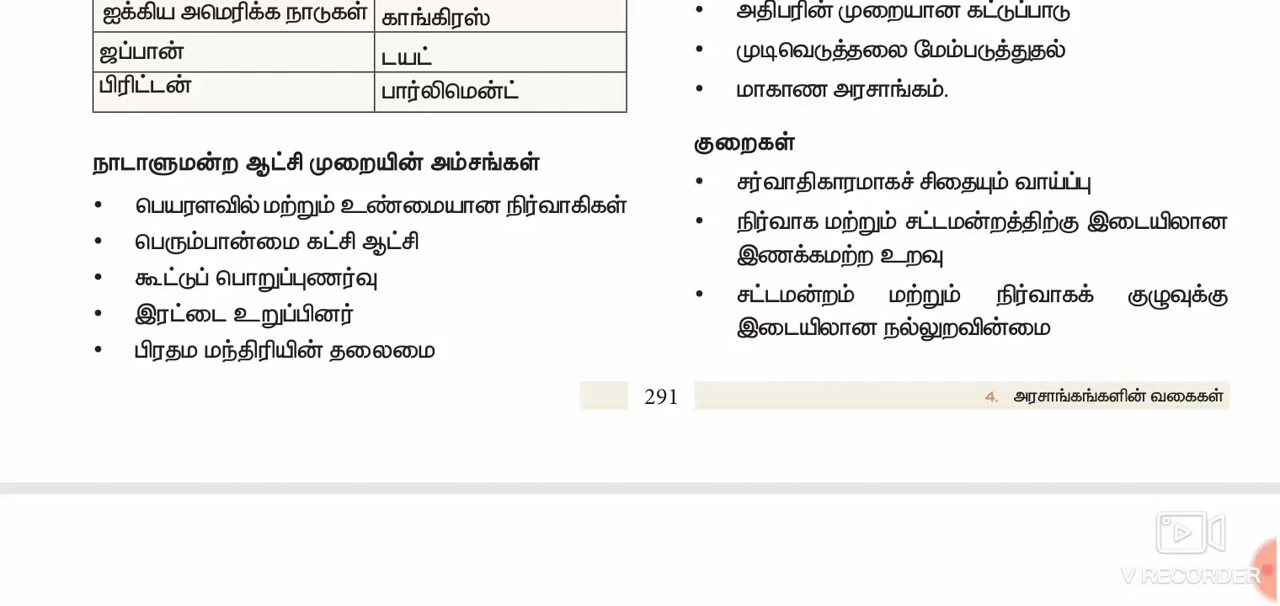 ஐக்கிய அமெரிக்க நாடுகள் காங்கிரஸ்
ஜப்பான் டயட்
பிரிட்டன் பார்லிமென்ட்
நாடாளுமன்ற ஆட்சி முறையின் அம்சங்கள்
• பெயரளவில் மற்றும் உண்மையான நிர்வாகிகள்
• பெரும்பான்மை கட்சி ஆட்சி
• கூட்டுப் பொறுப்புணர்வு
• இரட்டை உறுப்பினர்
• பிரதம மந்திரியின் தலைமை
• அதிபரின் முறையான கட்டுப்பாடு
• முடிவெடுத்தலை மேம்படுத்துதல்
• மாகாண அரசாங்கம்.
குறைகள்
• சர்வாதிகாரமாகச் சிதையும் வாய்ப்பு
• நிர்வாக மற்றும் சட்டமன்றத்திற்கு இடையிலான
இணக்கமற்ற உறவு
• சட்டமன்றம் மற்றும் நிர்வாகக் குழுவுக்கு
இடையிலான நல்லுறவின்மை
291
4. அரசாங்கங்களின் வகைகள்
V RECORDER